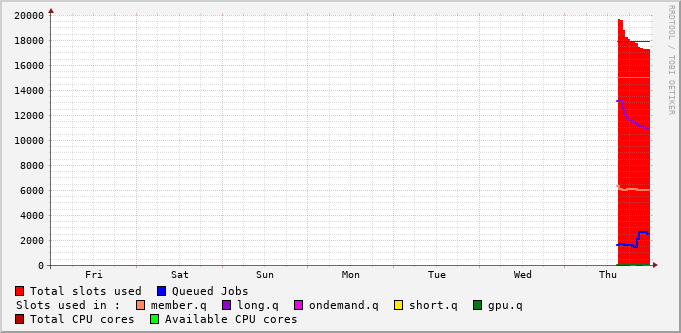 RRDTOOL / TOBI OETIKER
20000
18000
16000
14000
12000
10000
8000
6000
4000
2000
0
Fri Sat Sun Mon Tue Wed Thu
Total slots used Queued Jobs
Slots used in : member.q long.q ondemand.q short.q gpu.q
Total CPU cores Available CPU cores